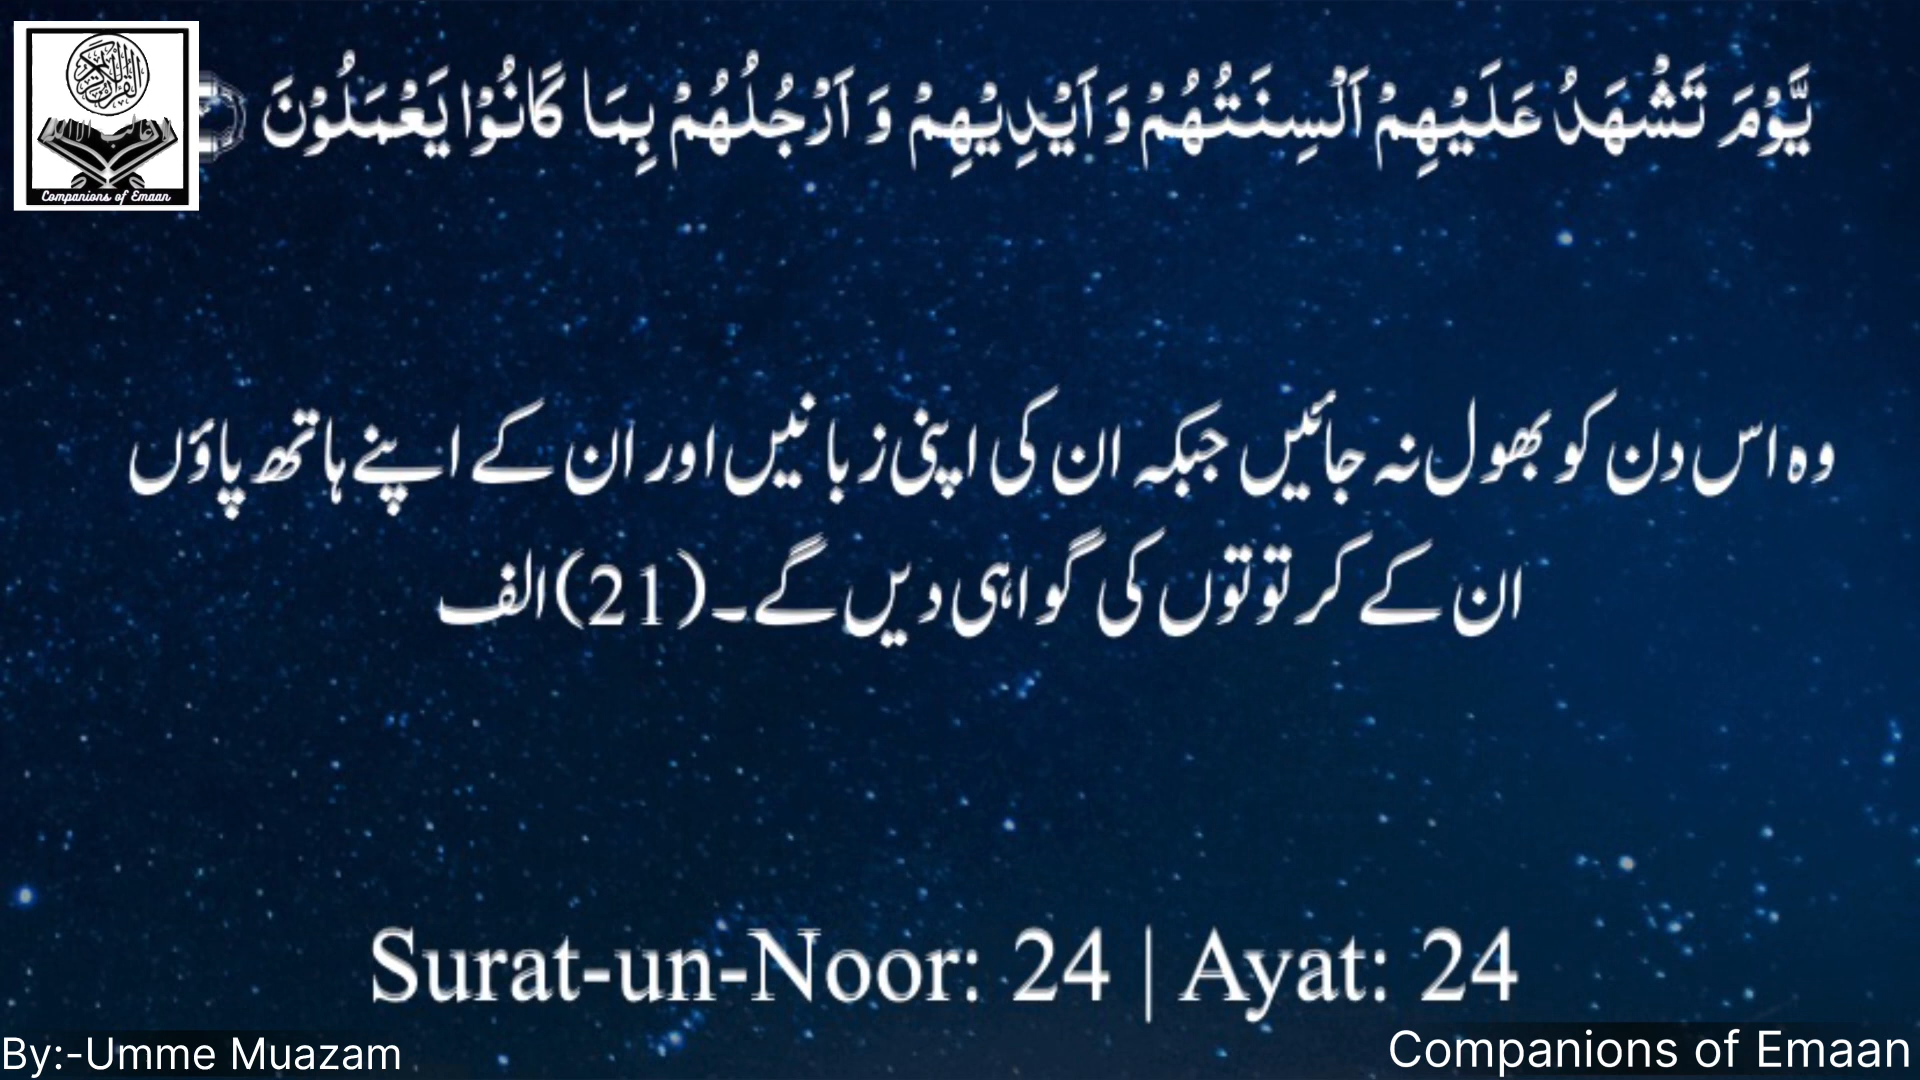 یَّوْمَ تَشْهَدُ عَلَیْهِمْ اَلْسِنَتُهُمْ وَ اَیْدِیْهِمْ وَ اَرْجُلُهُمْ بِمَا كَانُوْا یَعْمَلُوْنَ
وہ اس دن کو بھول نہ جائیں جبکہ ان کی اپنی زبانیں اور ان کے اپنے ہاتھ پاؤں
ان کے کرتوتوں کی گواہی دیں گے۔(21)الف
Surat-un-Noor: 24 | Ayat: 24
Companions of Emaan
By:-Umme Muazam
Companions of Emaan